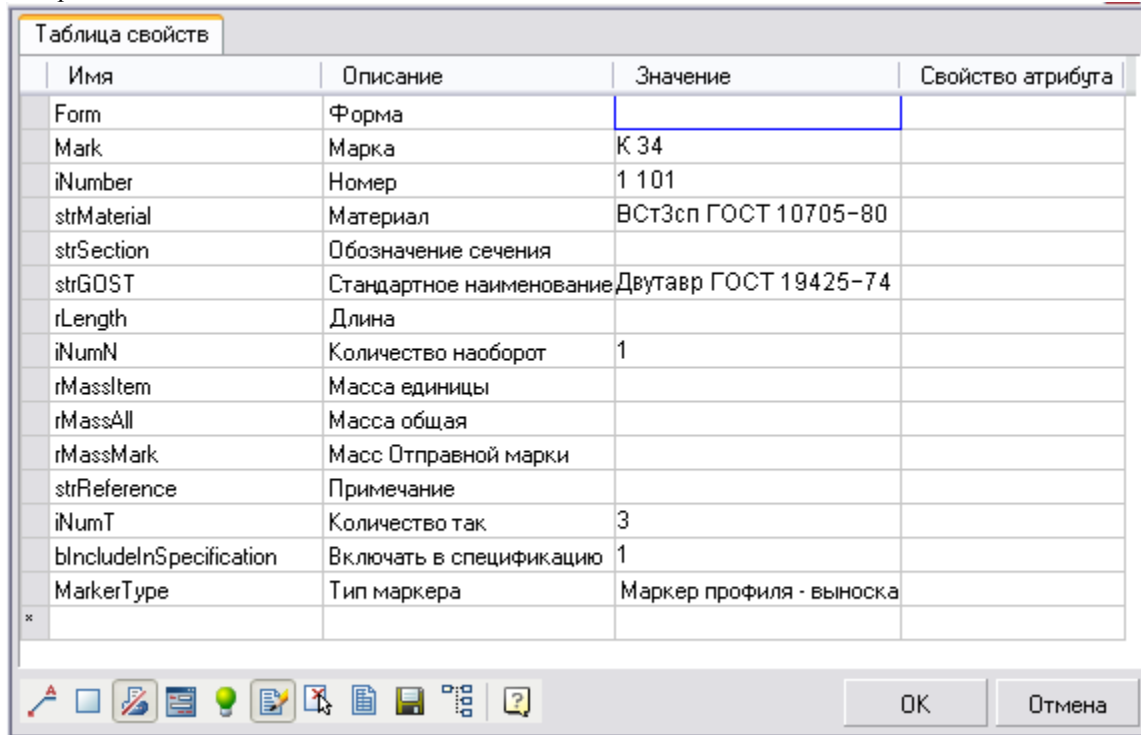 Таблица свойств
Имя Описание Значение Свойство атрибута
Form Форма
Mark Марка К 34
iNumber Номер 1 101
strMaterial Материал ВСт3сп ГОСТ 10705-80
strSection Обозначение сечения
strGOST Стандартное наименование Двутавр ГОСТ 19425-74
rLength Длина
iNumN Количество наоборот 1
rMassItem Масса единицы
rMassAll Масса общая
rMassMark Масс Отправной марки
strReference Примечание
iNumT Количество так 3
bIncludeInSpecification Включать в спецификацию 1
MarkerType Тип маркера Маркер профиля - выноска
*
ОК Отмена